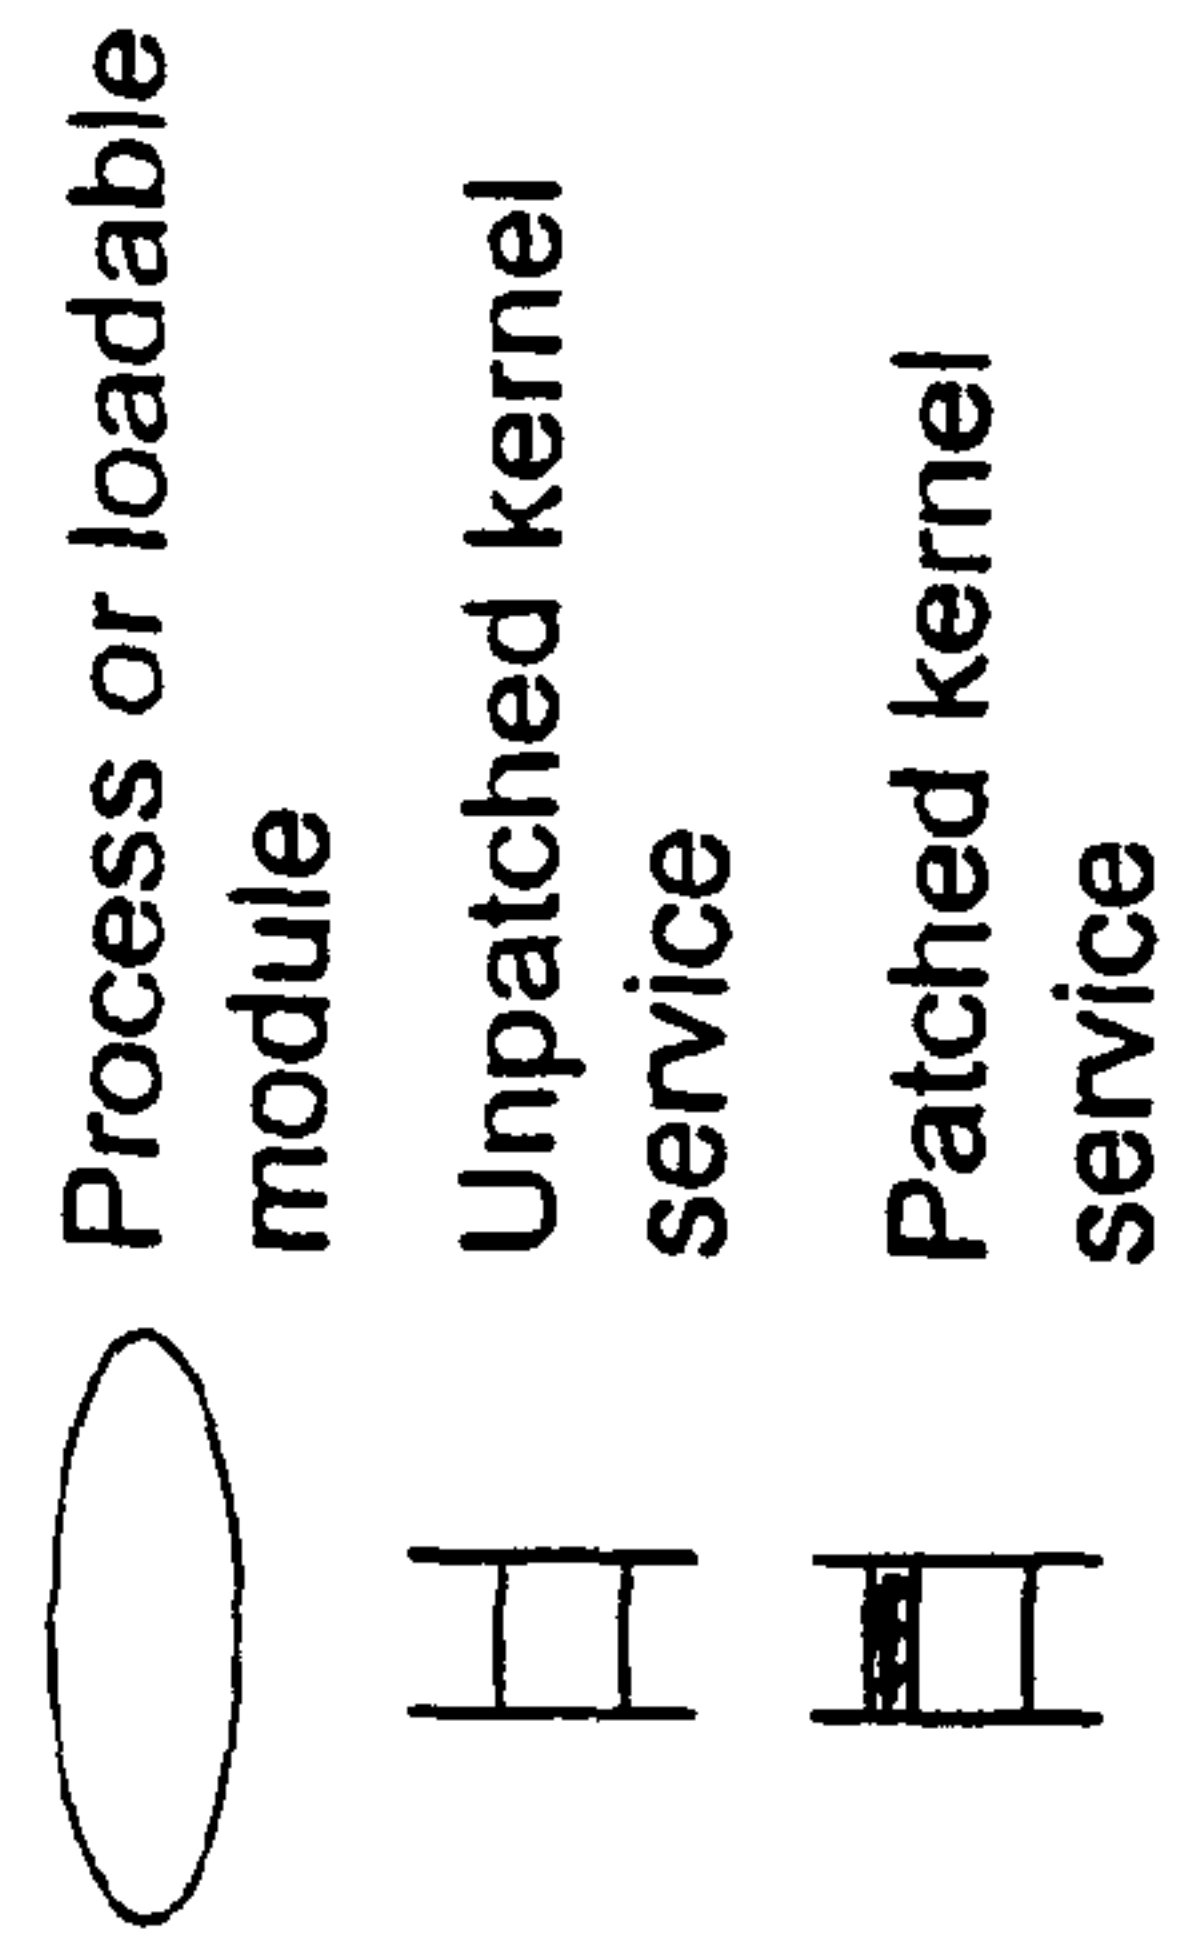 Process or loadable
module
Unpatched kernel
service
Patched kernel
service